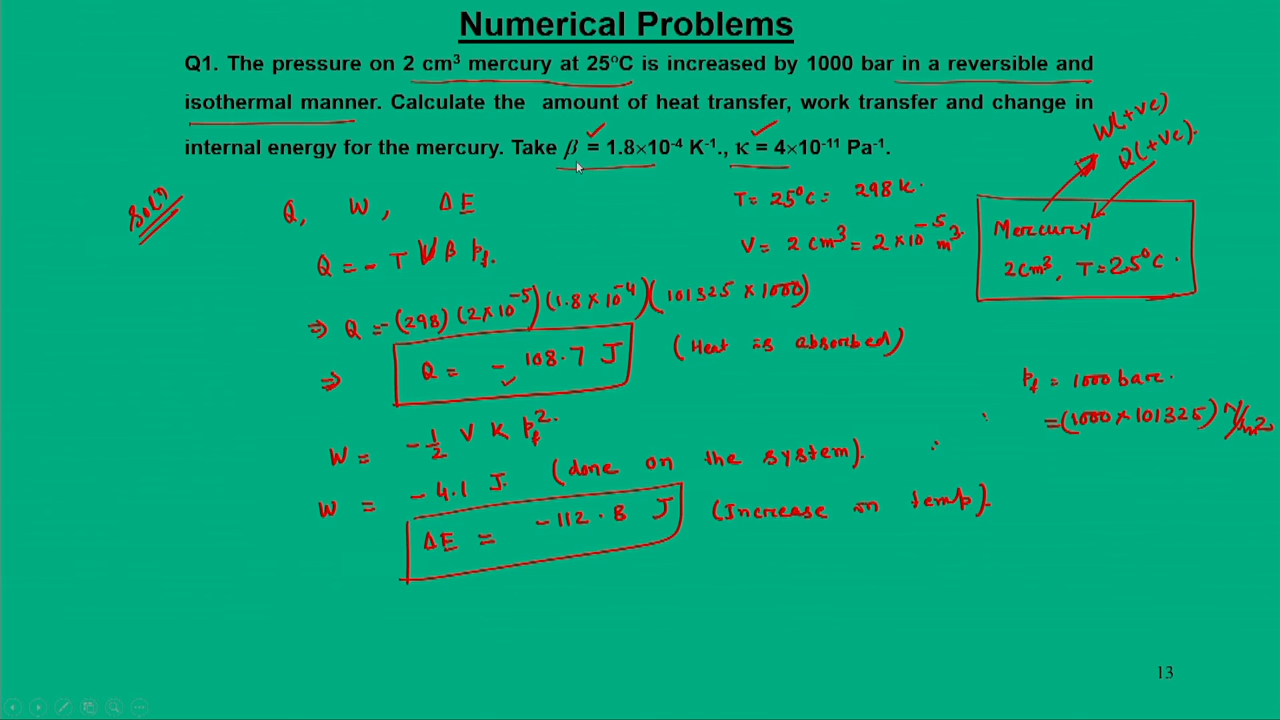 Numerical Problems
Q1. The pressure on 2 cm³ mercury at 25°C is increased by 1000 bar in a reversible and
isothermal manner. Calculate the amount of heat transfer, work transfer and change in
internal energy for the mercury. Take β = 1.8×10⁻⁴ K⁻¹., κ = 4×10⁻¹¹ Pa⁻¹.
W(+ve)
Q(+ve).
Solⁿ)
Q, W, ΔE
T = 25°C = 298 K.
Q = - T V β p_f.
V = 2 cm³ = 2×10⁻⁵ m³.
Mercury
2cm³, T=25°C.
⇒ Q = -(298) (2×10⁻⁵) (1.8×10⁻⁴) (101325 × 1000)
⇒ Q = - 108.7 J (Heat is absorbed)
p_f = 1000 bar.
= (1000 × 101325) N/m²
W = -1/2 V K p_f².
W = - 4.1 J. (done on the system).
ΔE = -112.8 J (Increase in temp).
13